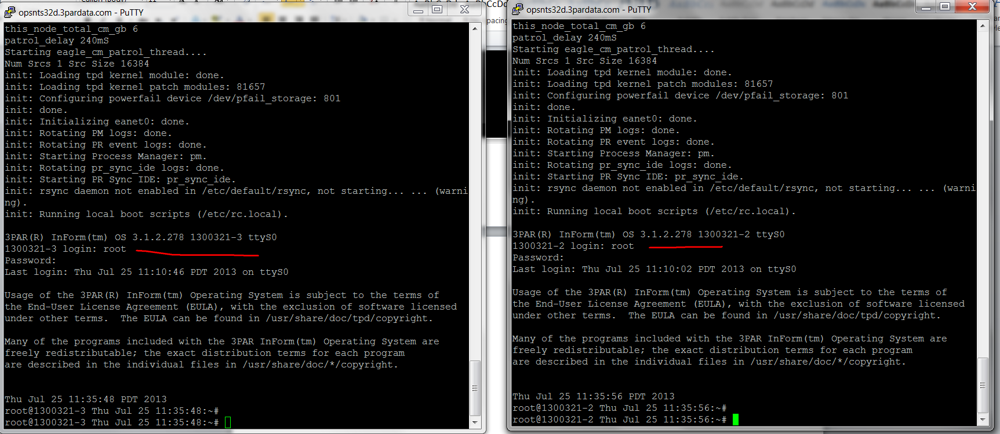 opsnts32d.3pardata.com - PuTTY
this_node_total_cm_gb 6
patrol_delay 240mS
Starting eagle_cm_patrol_thread....
Num Srcs 1 Src Size 16384
init: Loading tpd kernel module: done.
init: Loading tpd kernel patch modules: 81657
init: Configuring powerfail device /dev/pfail_storage: 801
init: done.
init: Initializing eanet0: done.
init: Rotating PM logs: done.
init: Rotating PR event logs: done.
init: Starting Process Manager: pm.
init: Rotating pr_sync_ide logs: done.
init: Starting PR Sync IDE: pr_sync_ide.
init: rsync daemon not enabled in /etc/default/rsync, not starting... ... (warni
ng).
init: Running local boot scripts (/etc/rc.local).
3PAR(R) InForm(tm) OS 3.1.2.278 1300321-3 ttyS0
1300321-3 login: root
Password:
Last login: Thu Jul 25 11:10:46 PDT 2013 on ttyS0
Usage of the 3PAR(R) InForm(tm) Operating System is subject to the terms of
the End-User License Agreement (EULA), with the exclusion of software licensed
under other terms.  The EULA can be found in /usr/share/doc/tpd/copyright.
Many of the programs included with the 3PAR InForm(tm) Operating System are
freely redistributable; the exact distribution terms for each program
are described in the individual files in /usr/share/doc/*/copyright.
Thu Jul 25 11:35:48 PDT 2013
root@1300321-3 Thu Jul 25 11:35:48:~#
root@1300321-3 Thu Jul 25 11:35:48:~#
opsnts32d.3pardata.com - PuTTY
this_node_total_cm_gb 6
patrol_delay 240mS
Starting eagle_cm_patrol_thread....
Num Srcs 1 Src Size 16384
init: Loading tpd kernel module: done.
init: Loading tpd kernel patch modules: 81657
init: Configuring powerfail device /dev/pfail_storage: 801
init: done.
init: Initializing eanet0: done.
init: Rotating PM logs: done.
init: Rotating PR event logs: done.
init: Starting Process Manager: pm.
init: Rotating pr_sync_ide logs: done.
init: Starting PR Sync IDE: pr_sync_ide.
init: rsync daemon not enabled in /etc/default/rsync, not starting... ... (warni
ng).
init: Running local boot scripts (/etc/rc.local).
3PAR(R) InForm(tm) OS 3.1.2.278 1300321-2 ttyS0
1300321-2 login: root
Password:
Last login: Thu Jul 25 11:10:02 PDT 2013 on ttyS0
Usage of the 3PAR(R) InForm(tm) Operating System is subject to the terms of
the End-User License Agreement (EULA), with the exclusion of software licensed
under other terms.  The EULA can be found in /usr/share/doc/tpd/copyright.
Many of the programs included with the 3PAR InForm(tm) Operating System are
freely redistributable; the exact distribution terms for each program
are described in the individual files in /usr/share/doc/*/copyright.
Thu Jul 25 11:35:56 PDT 2013
root@1300321-2 Thu Jul 25 11:35:56:~#
root@1300321-2 Thu Jul 25 11:35:56:~#